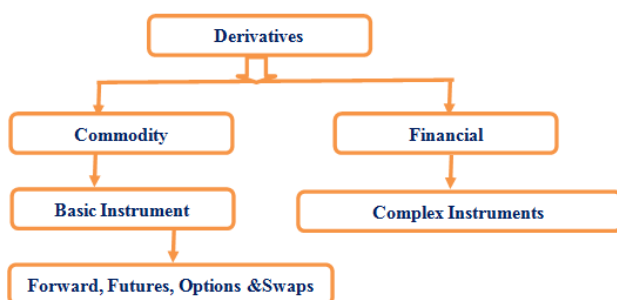 Derivatives
Commodity
Financial
Basic Instrument
Complex Instruments
Forward, Futures, Options &Swaps